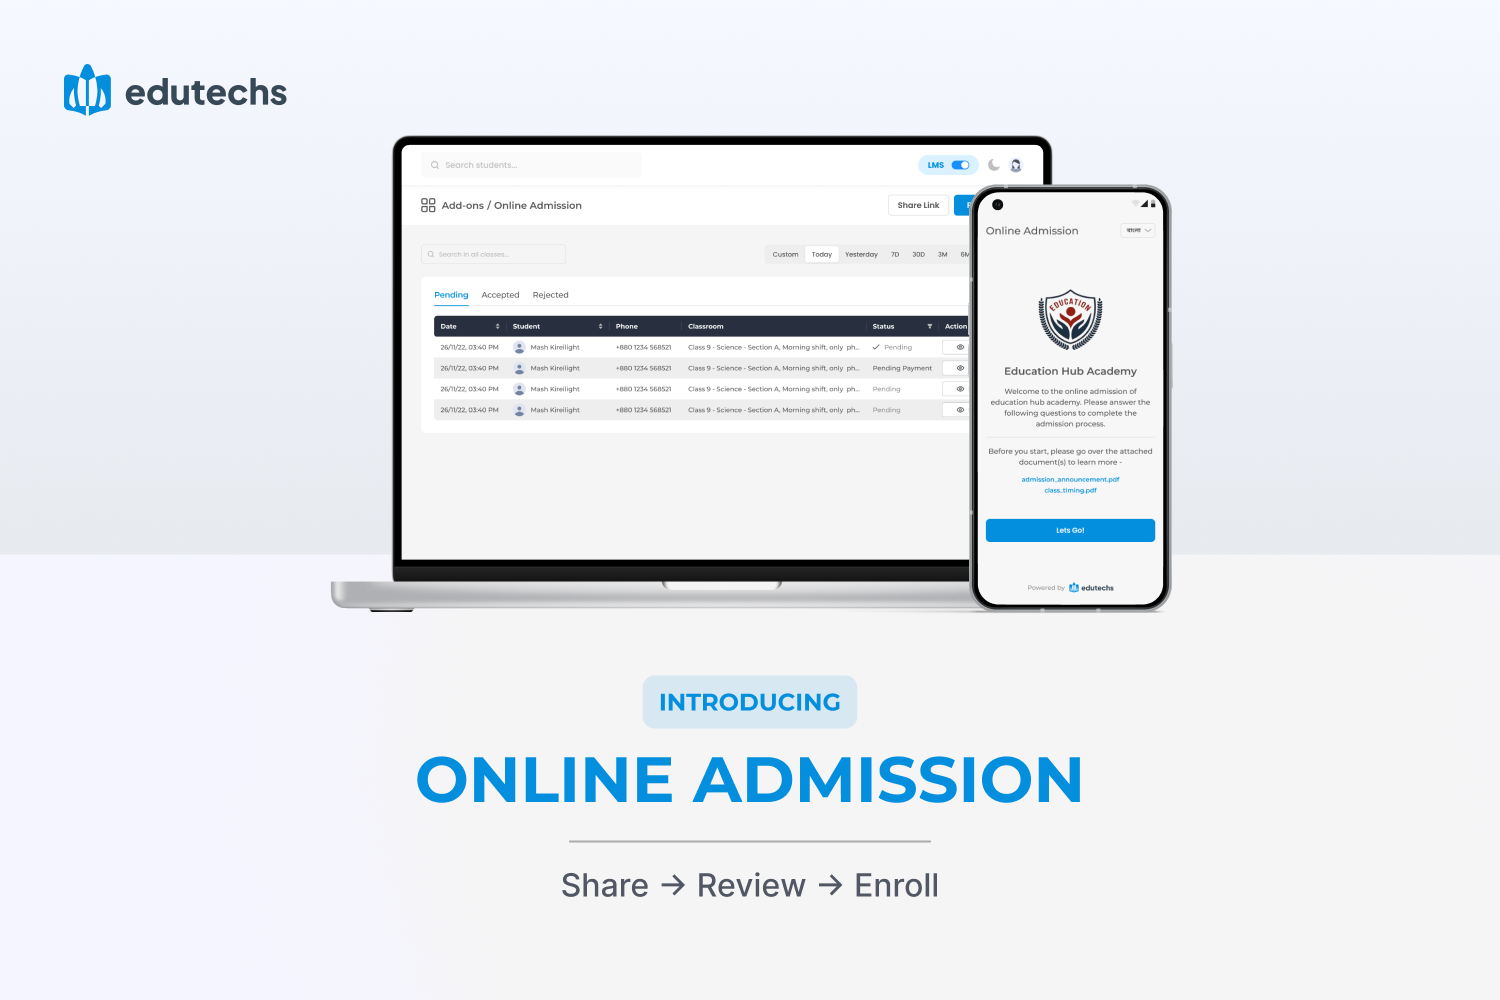 edutechs
Search students...
LMS
Add-ons / Online Admission
Share Link
Search in all classes...
Custom Today Yesterday 7D 30D 3M 6M
Pending Accepted Rejected
Date Student Phone Classroom Status Action
26/11/22, 03:40 PM Mash Kireilight +880 1234 568521 Class 9 - Science - Section A, Morning shift, only ph... Pending
26/11/22, 03:40 PM Mash Kireilight +880 1234 568521 Class 9 - Science - Section A, Morning shift, only ph... Pending Payment
26/11/22, 03:40 PM Mash Kireilight +880 1234 568521 Class 9 - Science - Section A, Morning shift, only ph... Pending
26/11/22, 03:40 PM Mash Kireilight +880 1234 568521 Class 9 - Science - Section A, Morning shift, only ph... Pending
Online Admission
বাংলা
EDUCATION
Education Hub Academy
Welcome to the online admission of
education hub academy. Please answer the
following questions to complete the
admission process.
Before you start, please go over the attached
document(s) to learn more -
admission_announcement.pdf
class_timing.pdf
Lets Go!
Powered by edutechs
INTRODUCING
ONLINE ADMISSION
Share → Review → Enroll